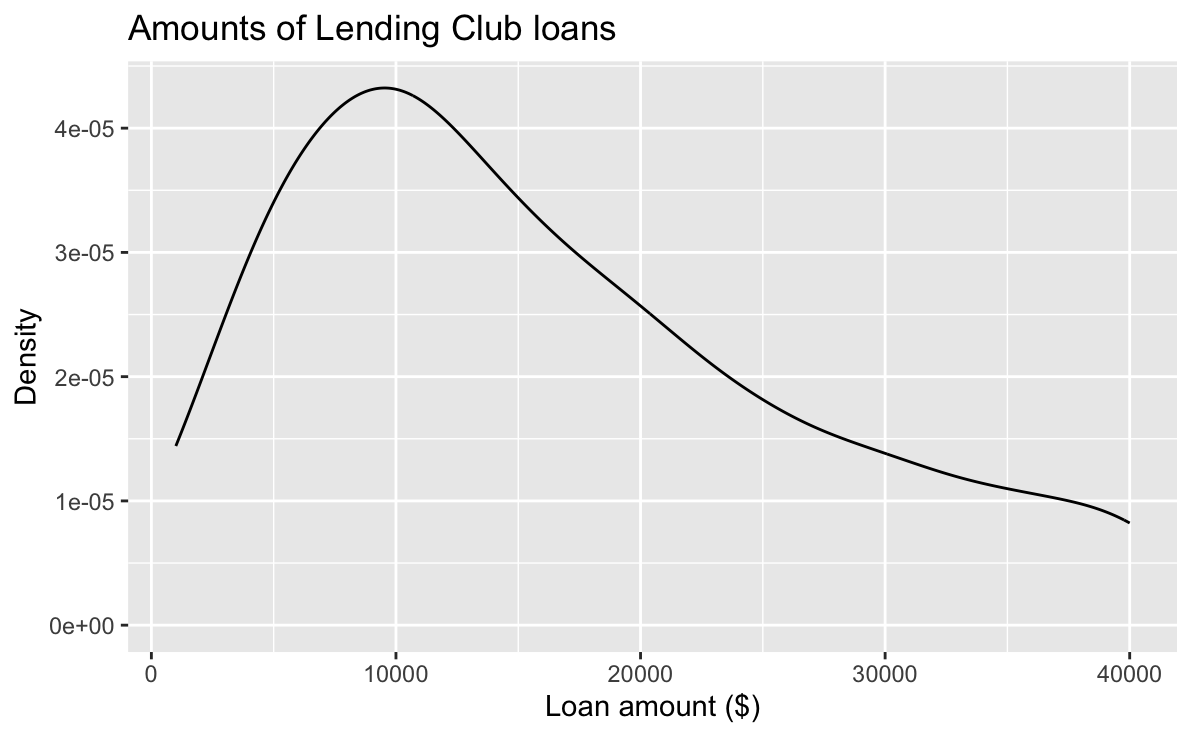 Amounts of Lending Club loans
Density
4e-05
3e-05
2e-05
1e-05
0e+00
0 10000 20000 30000 40000
Loan amount ($)